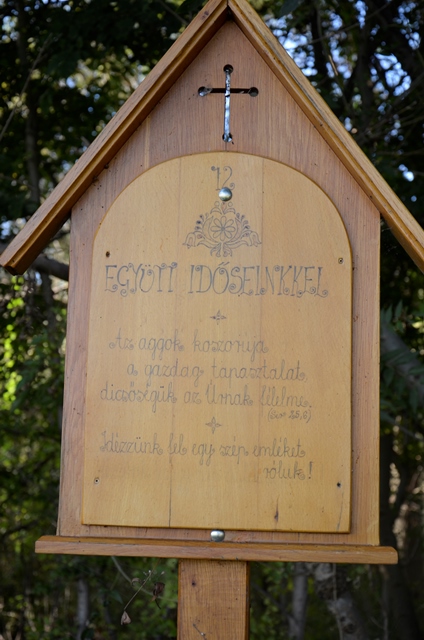 12.
EGYÜTT IDŐSEINKKEL
Az aggok koszorúja
a gazdag tapasztalat,
dicsőségük az Úrnak félelme.
(Sir 25,6)
Idézzünk fel egy szép emléket
róluk!